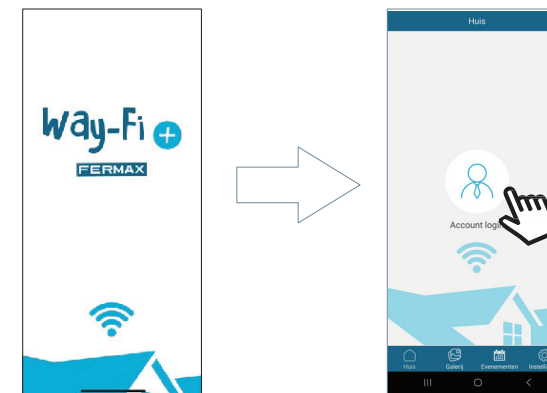 Way-Fi +
FERMAX
Huis
Account login
Huis Galerij Evenementen